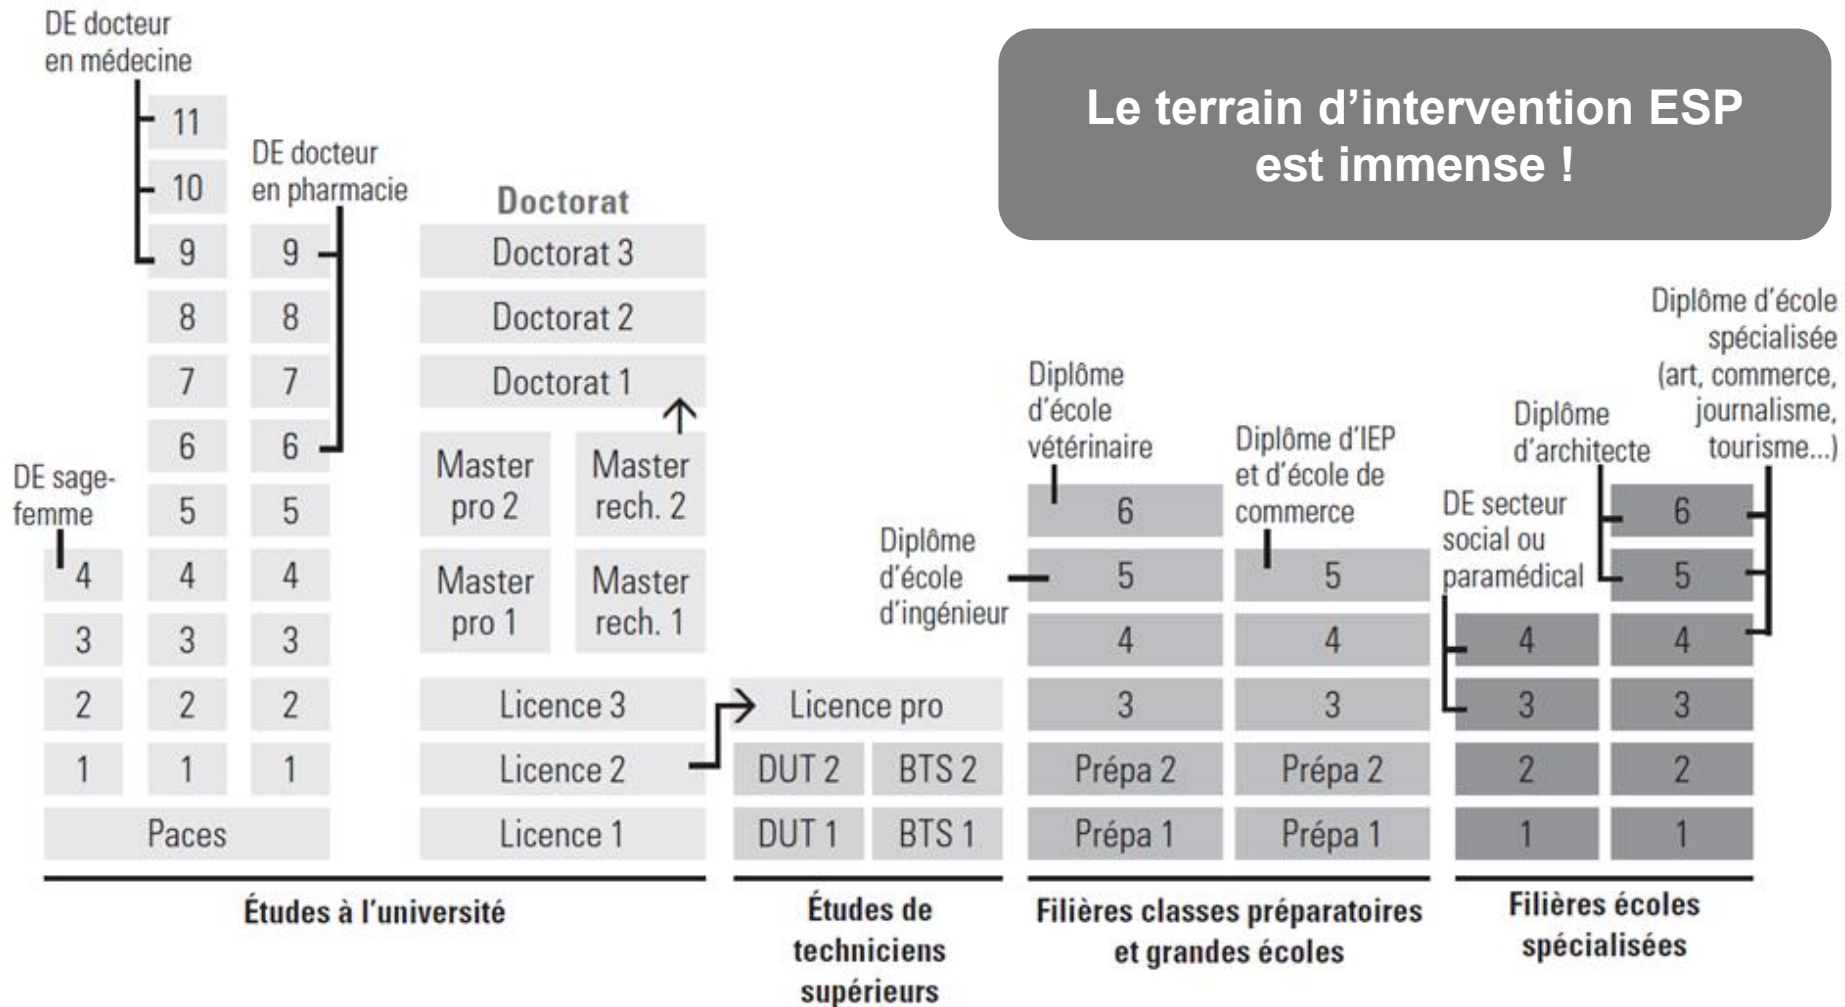 DE docteur
en médecine
Le terrain d’intervention ESP
est immense !
11
DE docteur
en pharmacie
10
Doctorat
9
9
Doctorat 3
8
8
Doctorat 2
Diplôme d’école
spécialisée
(art, commerce,
journalisme,
tourisme...)
7
7
Doctorat 1
Diplôme
d’école
vétérinaire
Diplôme
d’architecte
Diplôme d’IEP
et d’école de
commerce
6
6
Master
pro 2
Master
rech. 2
DE sage-
femme
5
5
6
DE secteur
social ou
paramédical
6
Diplôme
d’école
d’ingénieur
4
4
4
Master
pro 1
Master
rech. 1
5
5
5
3
3
3
4
4
4
4
2
2
2
Licence 3
Licence pro
3
3
3
3
1
1
1
Licence 2
DUT 2
BTS 2
Prépa 2
Prépa 2
2
2
Paces
Licence 1
DUT 1
BTS 1
Prépa 1
Prépa 1
1
1
Études à l’université
Études de
techniciens
supérieurs
Filières classes préparatoires
et grandes écoles
Filières écoles
spécialisées